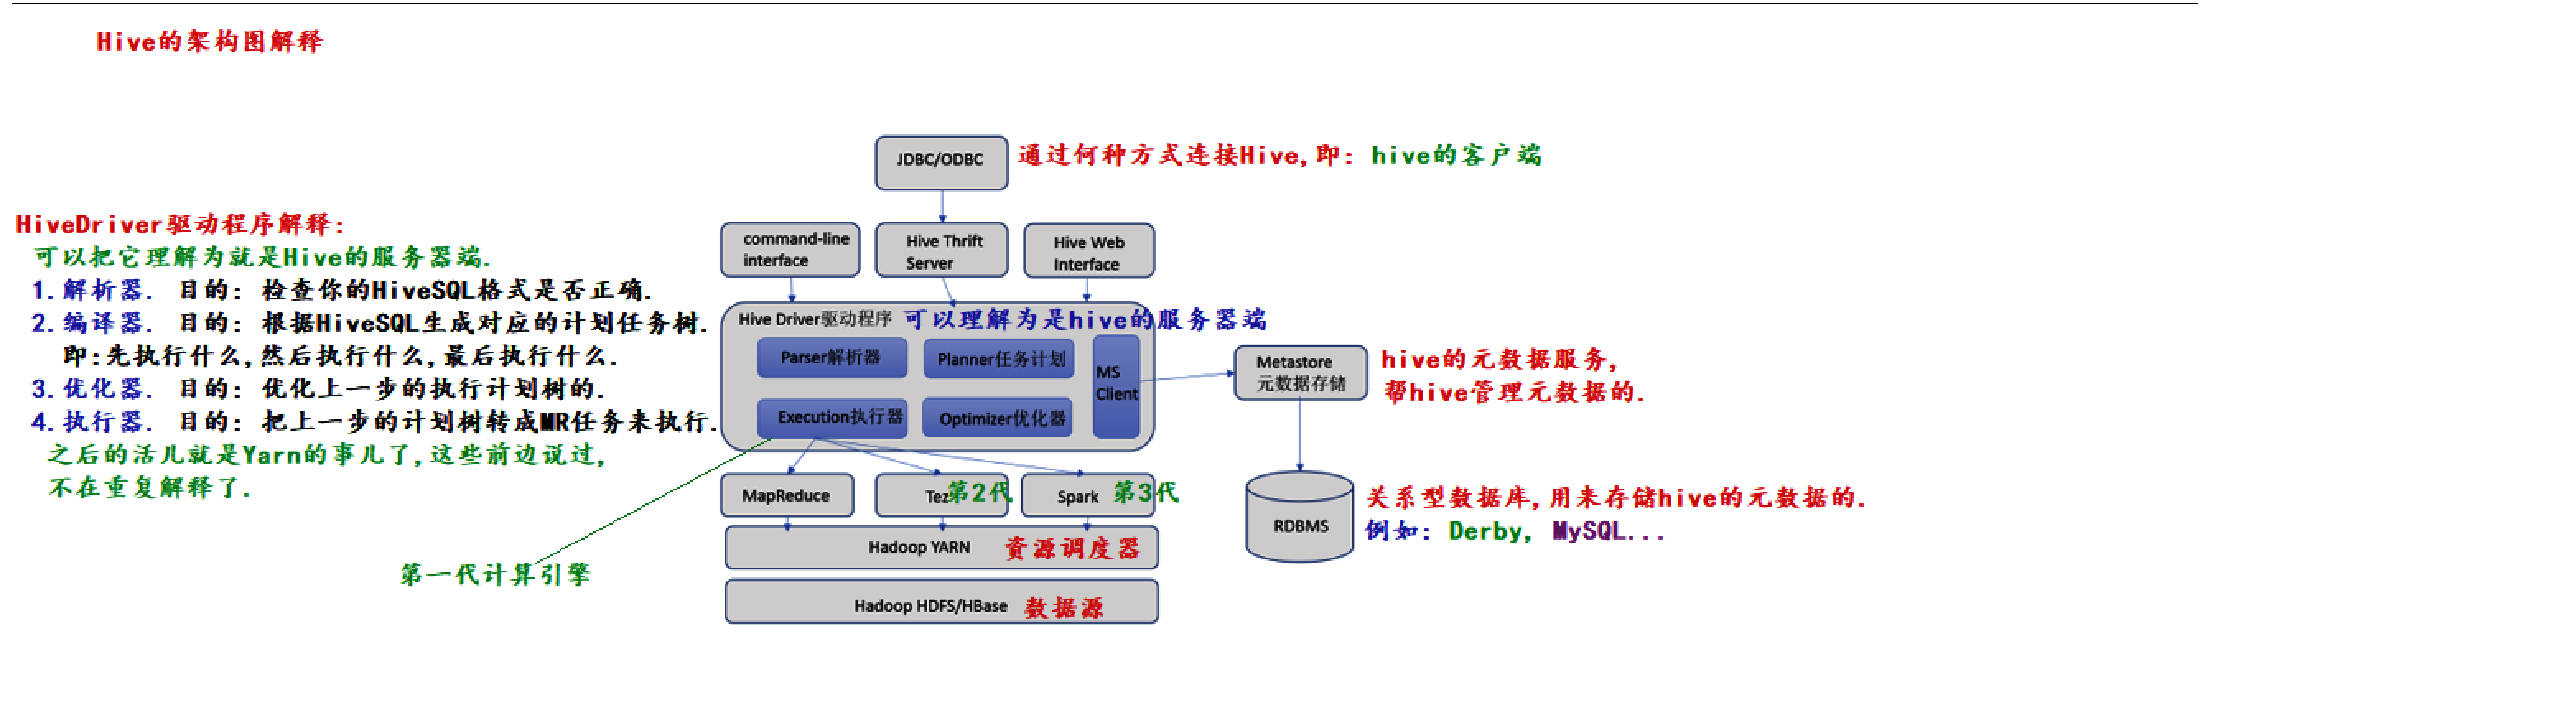 Hive的架构图解释
JDBC/ODBC
通过何种方式连接Hive,即: hive的客户端
HiveDriver驱动程序解释:
可以把它理解为就是Hive的服务器端.
1.解析器. 目的: 检查你的HiveSQL格式是否正确.
2.编译器. 目的: 根据HiveSQL生成对应的计划任务树.
即:先执行什么,然后执行什么,最后执行什么.
3.优化器. 目的: 优化上一步的执行计划树的.
4.执行器. 目的: 把上一步的计划树转成MR任务来执行.
之后的活儿就是Yarn的事儿了,这些前边说过,
不在重复解释了.
command-line
interface
Hive Thrift
Server
Hive Web
Interface
Hive Driver驱动程序
可以理解为是hive的服务器端
Parser解析器
Planner任务计划
MS
Client
Execution执行器
Optimizer优化器
Metastore
元数据存储
hive的元数据服务,
帮hive管理元数据的.
MapReduce
Tez
第2代
Spark
第3代
RDBMS
关系型数据库,用来存储hive的元数据的.
例如: Derby, MySQL...
Hadoop YARN
资源调度器
第一代计算引擎
Hadoop HDFS/HBase
数据源